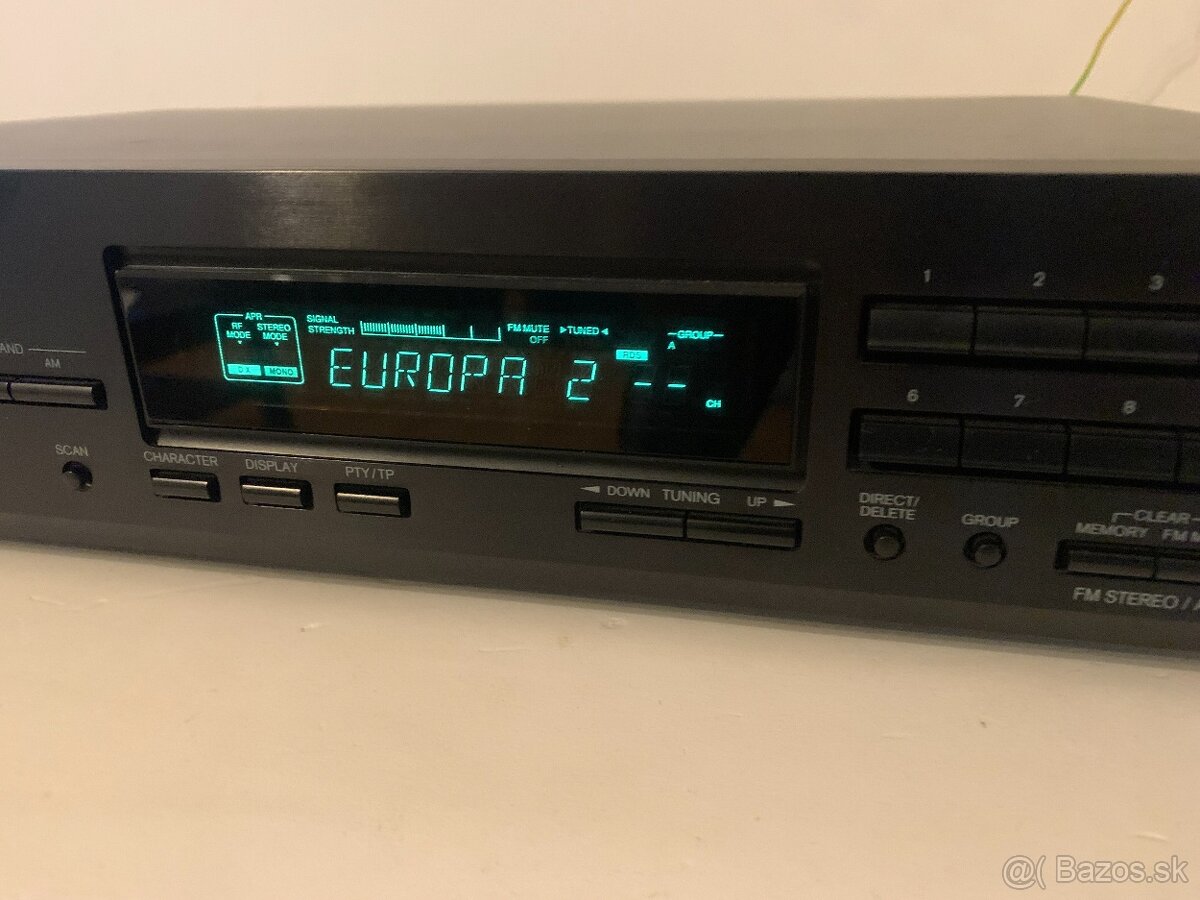 1 2 3
APR
RF MODE STEREO MODE
DX MONO
SIGNAL STRENGTH
FM MUTE OFF
▶TUNED◀
GROUP
A
RDS
EUROPA 2 --
CH
AM
6 7 8
SCAN
CHARACTER DISPLAY PTY/TP
◄ DOWN TUNING UP ►
DIRECT/
DELETE
GROUP
CLEAR
MEMORY FM M
FM STEREO /
@( Bazos.sk